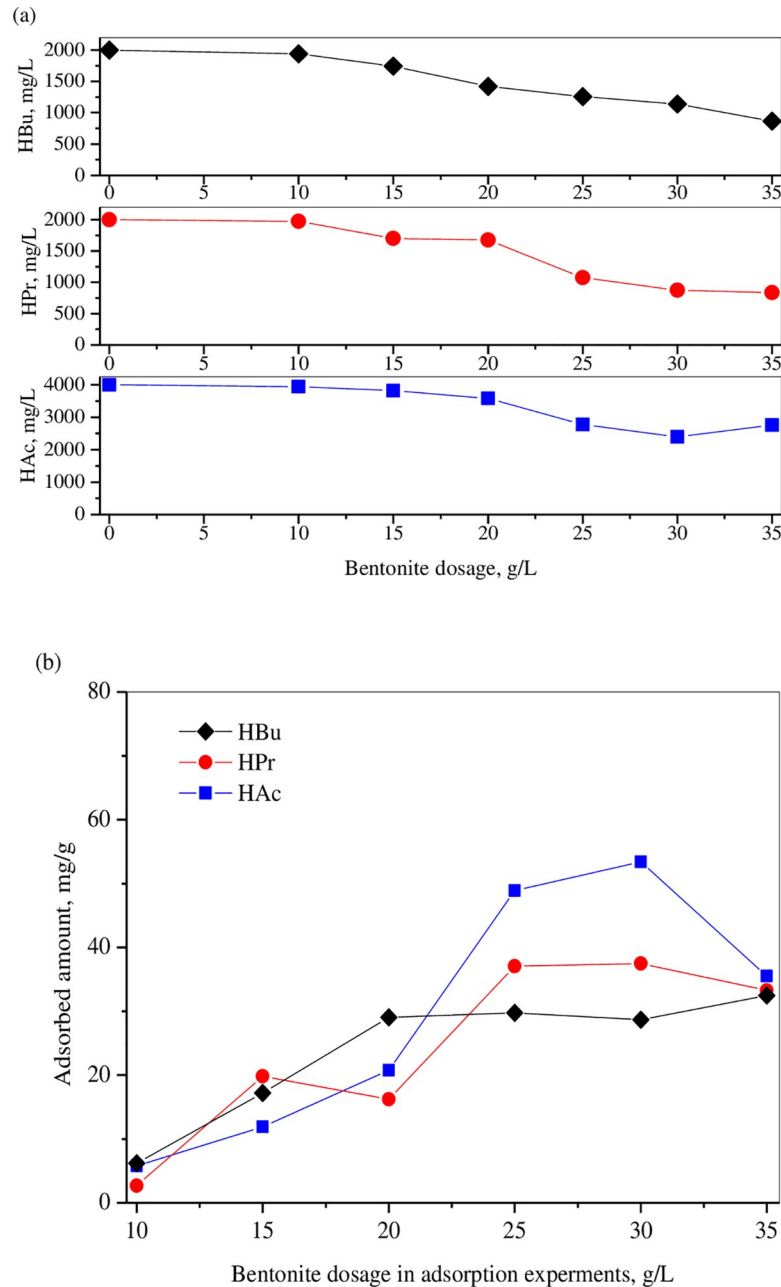 (a)
HBu, mg/L
2000
1500
1000
500
0
0 5 10 15 20 25 30 35
HPr, mg/L
2000
1500
1000
500
0
0 5 10 15 20 25 30 35
HAc, mg/L
4000
3000
2000
1000
0
0 5 10 15 20 25 30 35
Bentonite dosage, g/L
(b)
Adsorbed amount, mg/g
80
60
40
20
0
HBu
HPr
HAc
10 15 20 25 30 35
Bentonite dosage in adsorption experments, g/L